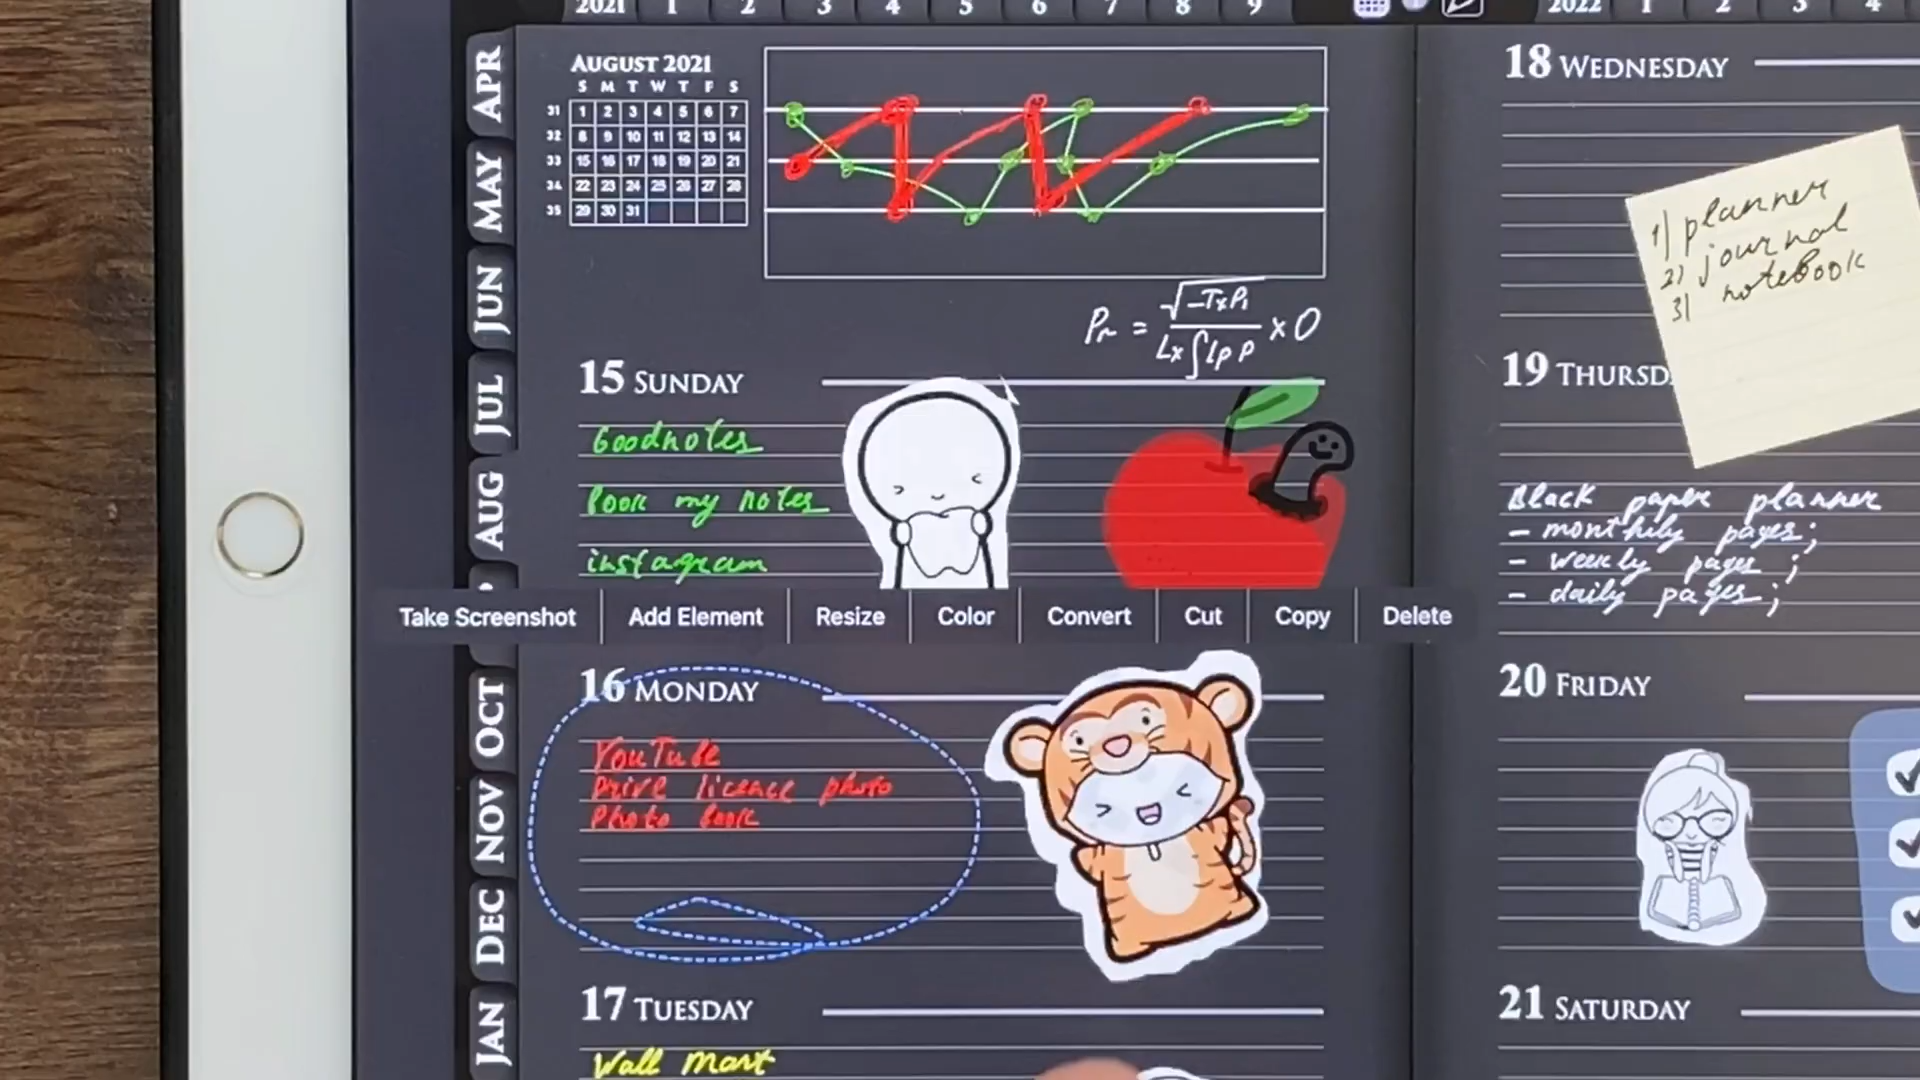 2021 1 2 3 4 5 6 7 8 9
2022 1 2 3 4
APR
MAY
JUN
JUL
AUG
OCT
NOV
DEC
JAN
AUGUST 2021
S M T W T F S
31 1 2 3 4 5 6 7
32 8 9 10 11 12 13 14
33 15 16 17 18 19 20 21
34 22 23 24 25 26 27 28
35 29 30 31
15 SUNDAY
Goodnotes
book my notes
instagram
Take Screenshot Add Element Resize Color Convert Cut Copy Delete
16 MONDAY
YouTube
Drive licence photo
Photo book
17 TUESDAY
Wall Mart
18 WEDNESDAY
1) planner
2) journal
3) notebook
19 THURSD
Black paper planner
- monthily pages;
- weekly pages;
- daily pages;
20 FRIDAY
21 SATURDAY